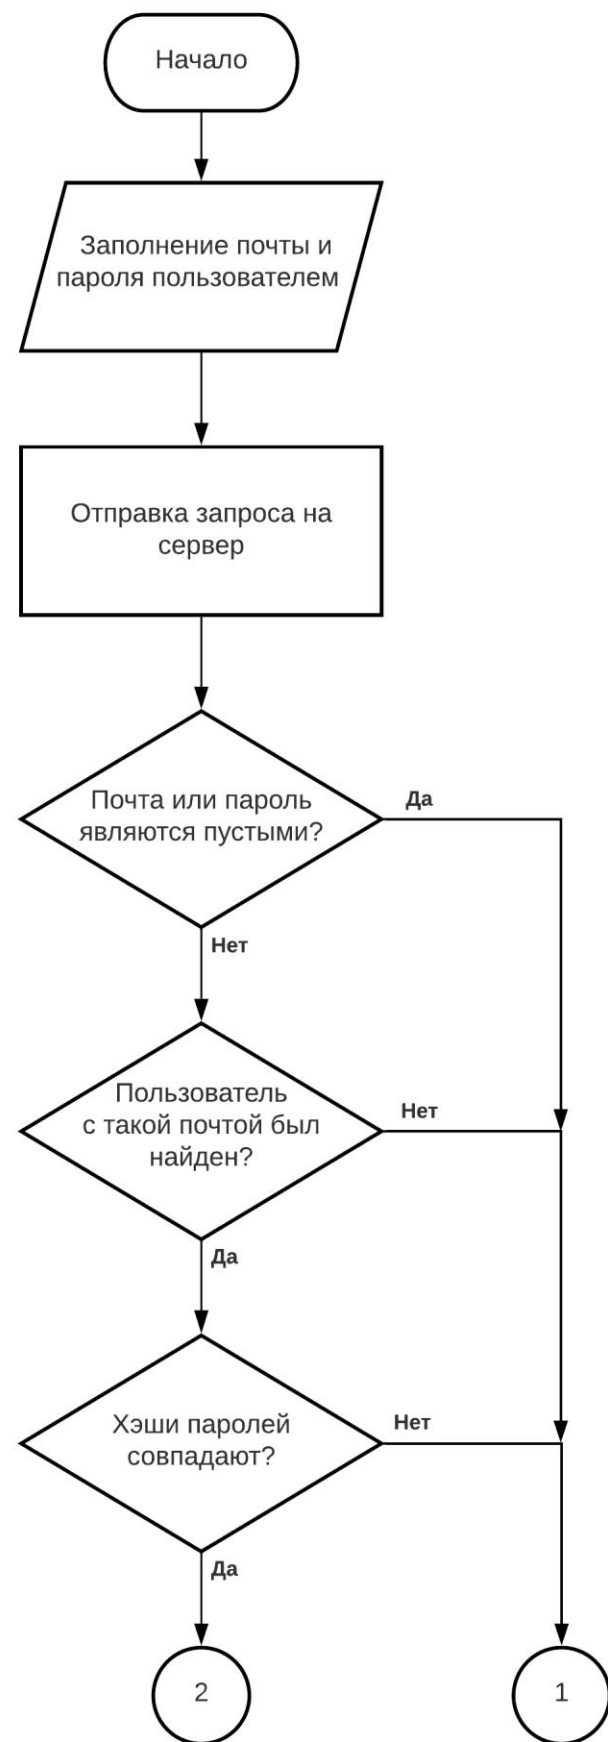 Начало
Заполнение почты и
пароля пользователем
Отправка запроса на
сервер
Почта или пароль
являются пустыми?
Да
Нет
Пользователь
с такой почтой был
найден?
Нет
Да
Хэши паролей
совпадают?
Нет
Да
2
1